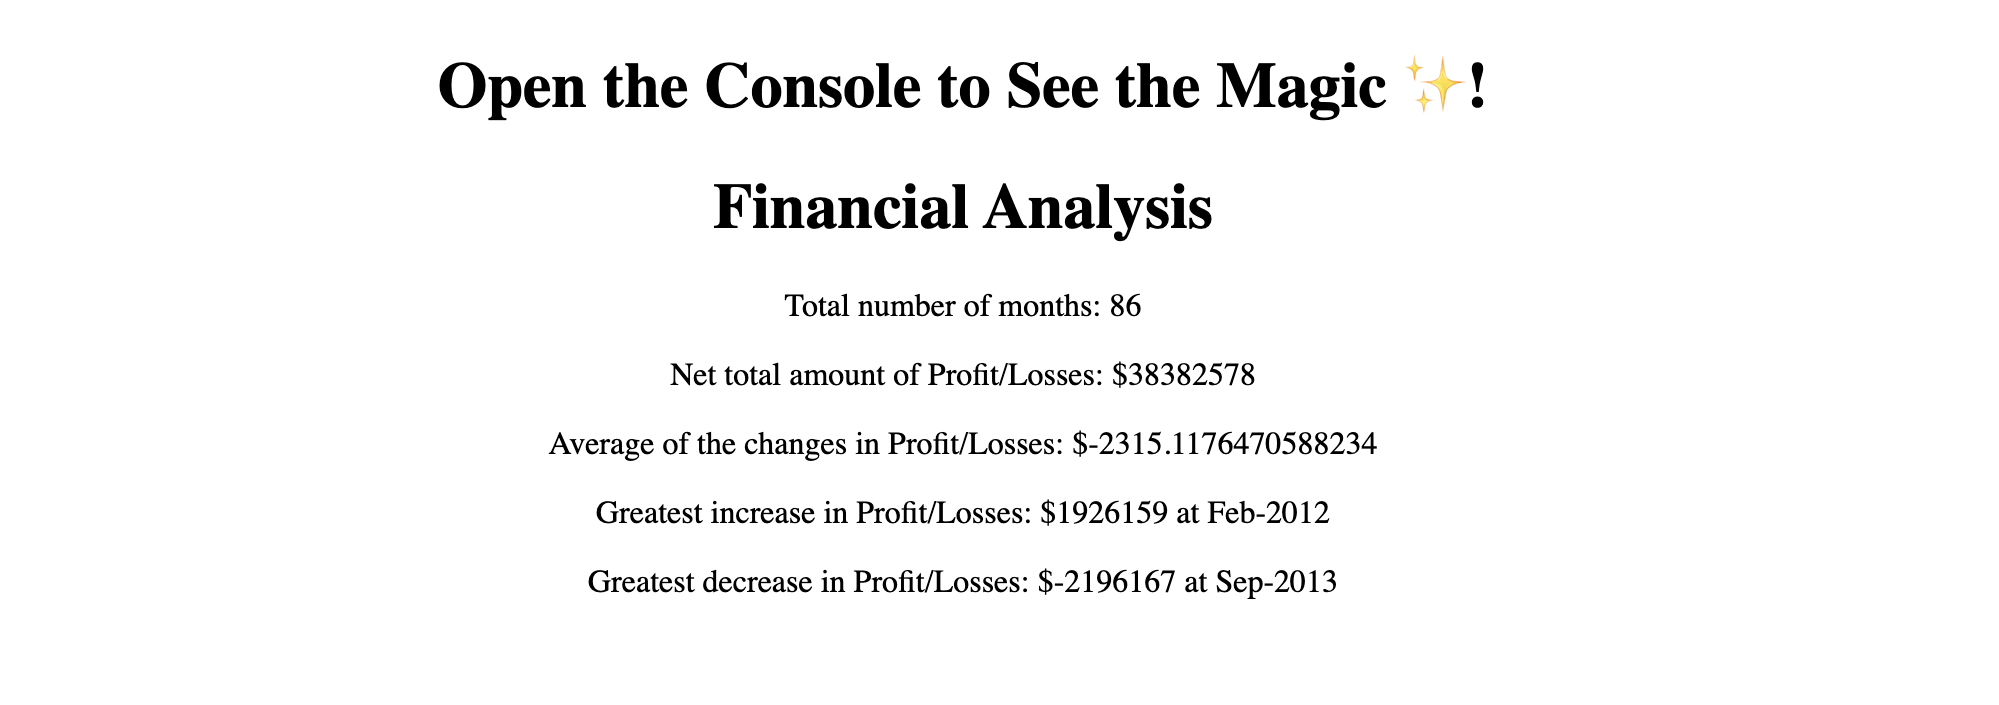 Open the Console to See the Magic ✨!
Financial Analysis
Total number of months: 86
Net total amount of Profit/Losses: $38382578
Average of the changes in Profit/Losses: $-2315.1176470588234
Greatest increase in Profit/Losses: $1926159 at Feb-2012
Greatest decrease in Profit/Losses: $-2196167 at Sep-2013